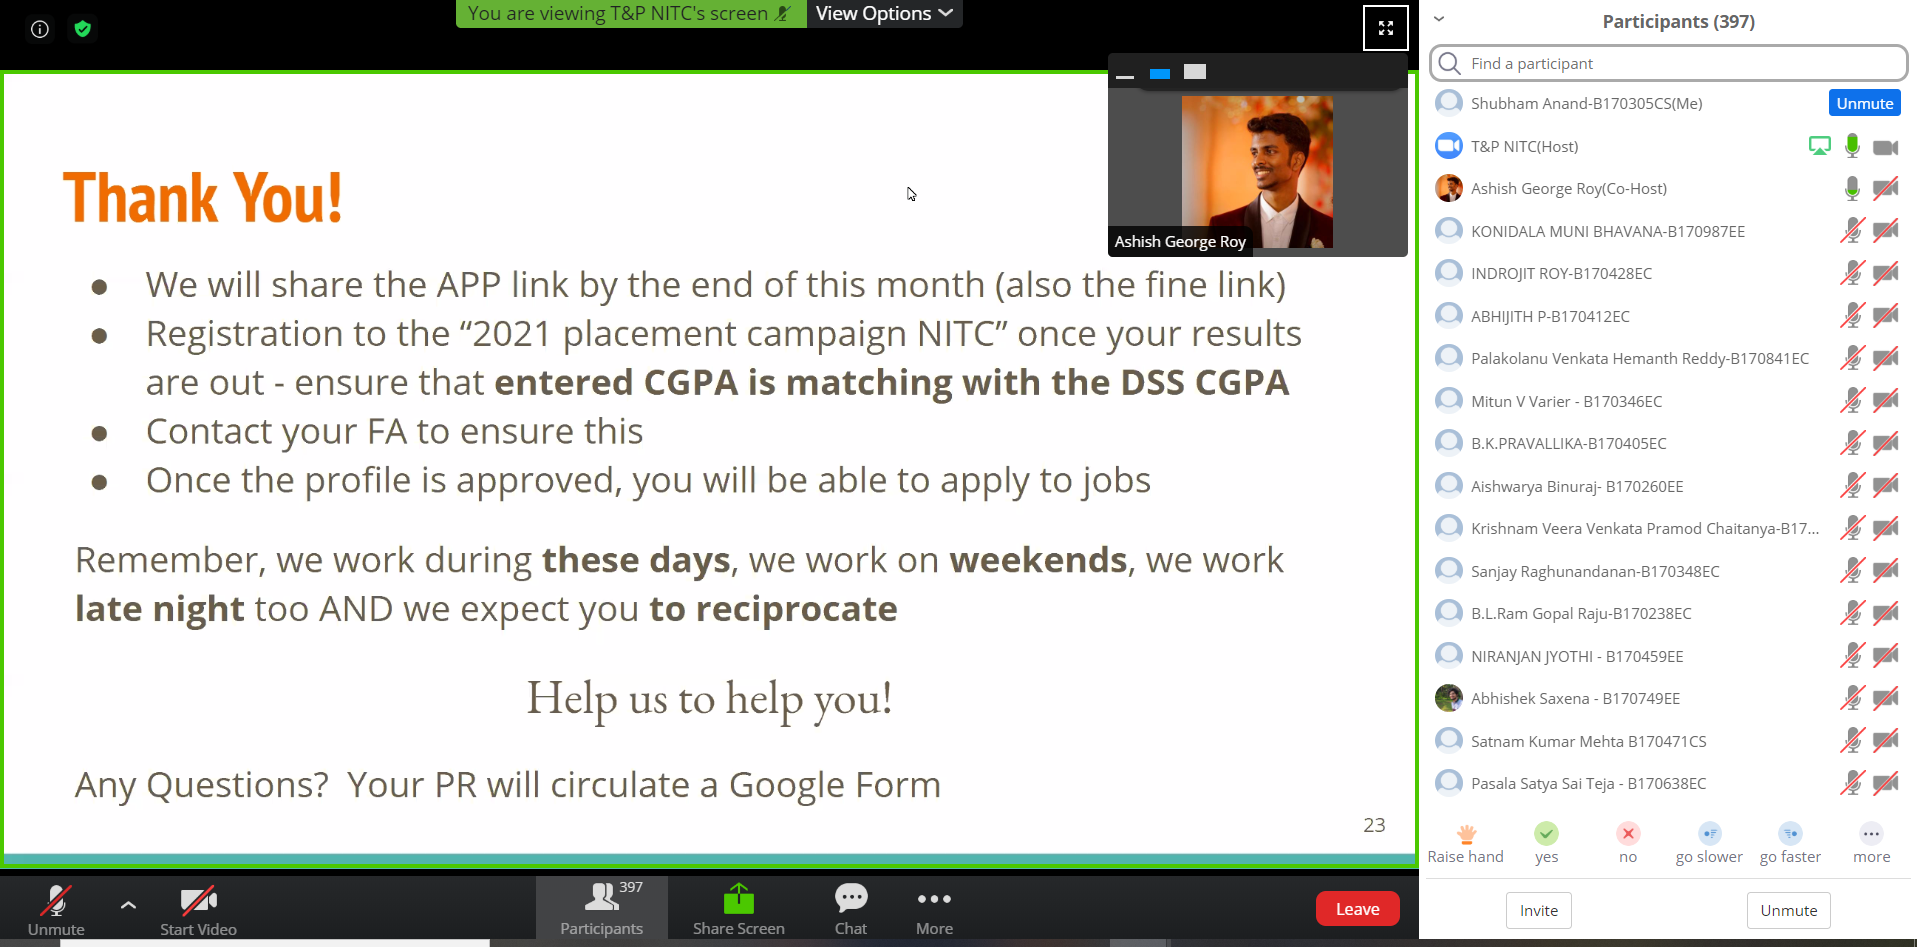 You are viewing T&P NITC's screen
View Options
Thank You!
● We will share the APP link by the end of this month (also the fine link)
● Registration to the “2021 placement campaign NITC” once your results
are out - ensure that entered CGPA is matching with the DSS CGPA
● Contact your FA to ensure this
● Once the profile is approved, you will be able to apply to jobs
Remember, we work during these days, we work on weekends, we work
late night too AND we expect you to reciprocate
Help us to help you!
Any Questions?  Your PR will circulate a Google Form
23
Ashish George Roy
Unmute
Start Video
397
Participants
Share Screen
Chat
More
Leave
Participants (397)
Find a participant
Shubham Anand-B170305CS(Me)
Unmute
T&P NITC(Host)
Ashish George Roy(Co-Host)
KONIDALA MUNI BHAVANA-B170987EE
INDROJIT ROY-B170428EC
ABHIJITH P-B170412EC
Palakolanu Venkata Hemanth Reddy-B170841EC
Mitun V Varier - B170346EC
B.K.PRAVALLIKA-B170405EC
Aishwarya Binuraj- B170260EE
Krishnam Veera Venkata Pramod Chaitanya-B17...
Sanjay Raghunandanan-B170348EC
B.L.Ram Gopal Raju-B170238EC
NIRANJAN JYOTHI - B170459EE
Abhishek Saxena - B170749EE
Satnam Kumar Mehta B170471CS
Pasala Satya Sai Teja - B170638EC
Raise hand
yes
no
go slower
go faster
more
Invite
Unmute